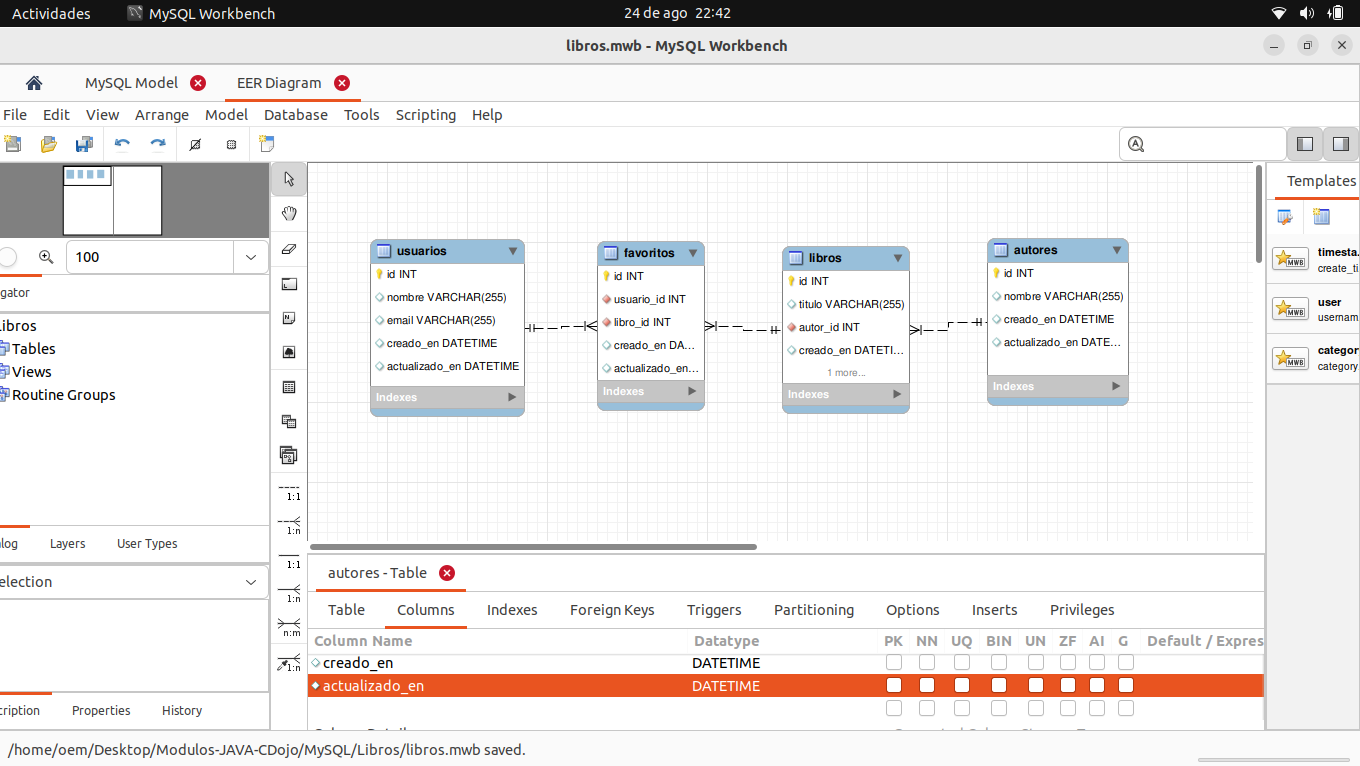 Actividades
MySQL Workbench
24 de ago 22:42
libros.mwb - MySQL Workbench
MySQL Model
EER Diagram
File Edit View Arrange Model Database Tools Scripting Help
100
gator
Libros
Tables
Views
Routine Groups
alog Layers User Types
election
cription Properties History
1:1
1:n
1:1
1:n
n:m
1:n
usuarios
id INT
nombre VARCHAR(255)
email VARCHAR(255)
creado_en DATETIME
actualizado_en DATETIME
Indexes
favoritos
id INT
usuario_id INT
libro_id INT
creado_en DA...
actualizado_en...
Indexes
libros
id INT
titulo VARCHAR(255)
autor_id INT
creado_en DATETI...
1 more...
Indexes
autores
id INT
nombre VARCHAR(255)
creado_en DATETIME
actualizado_en DATE...
Indexes
Templates
timesta.
create_ti
user
usernam
categor
category
autores - Table
Table Columns Indexes Foreign Keys Triggers Partitioning Options Inserts Privileges
Column Name Datatype PK NN UQ BIN UN ZF AI G Default / Expres
creado_en DATETIME
actualizado_en DATETIME
/home/oem/Desktop/Modulos-JAVA-CDojo/MySQL/Libros/libros.mwb saved.